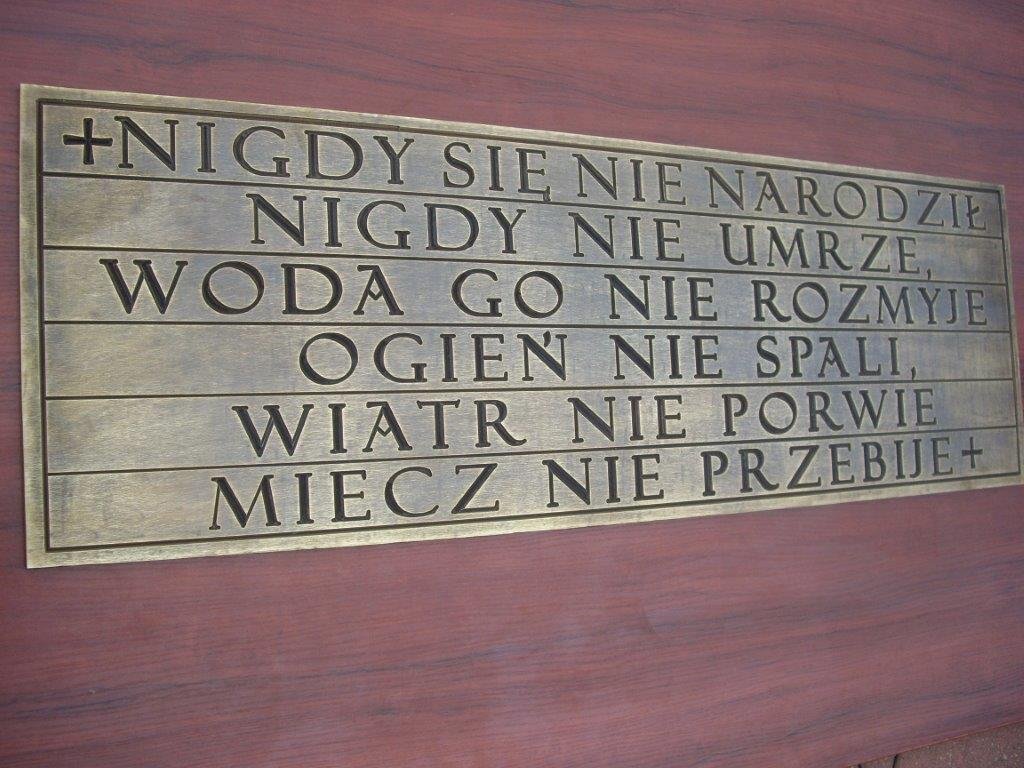 +NIGDY SIĘ NIE NARODZIŁ
NIGDY NIE UMRZE,
WODA GO NIE ROZMYJE
OGIEŃ NIE SPALI,
WIATR NIE PORWIE
MIECZ NIE PRZEBIJE+